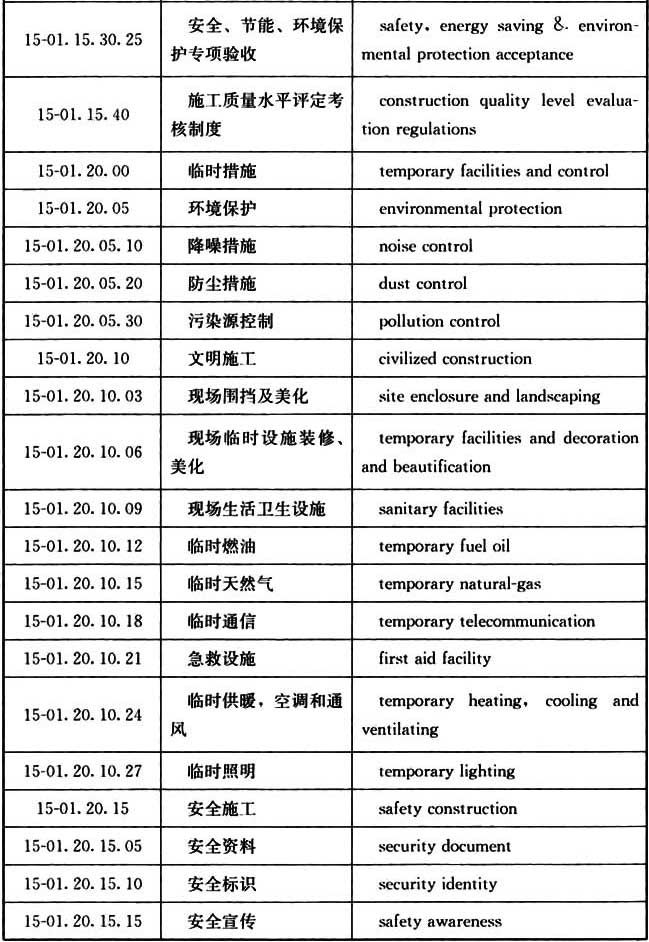 15-01.15.30.25 安全、节能、环境保 safety, energy saving & environ-
护专项验收 mental protection acceptance
15-01.15.40 施工质量水平评定考 construction quality level evalua-
核制度 tion regulations
15-01.20.00 临时措施 temporary facilities and control
15-01.20.05 环境保护 environmental protection
15-01.20.05.10 降噪措施 noise control
15-01.20.05.20 防尘措施 dust control
15-01.20.05.30 污染源控制 pollution control
15-01.20.10 文明施工 civilized construction
15-01.20.10.03 现场围挡及美化 site enclosure and landscaping
15-01.20.10.06 现场临时设施装修、 temporary facilities and decoration
美化 and beautification
15-01.20.10.09 现场生活卫生设施 sanitary facilities
15-01.20.10.12 临时燃油 temporary fuel oil
15-01.20.10.15 临时天然气 temporary natural-gas
15-01.20.10.18 临时通信 temporary telecommunication
15-01.20.10.21 急救设施 first aid facility
15-01.20.10.24 临时供暖，空调和通 temporary heating, cooling and
风 ventilating
15-01.20.10.27 临时照明 temporary lighting
15-01.20.15 安全施工 safety construction
15-01.20.15.05 安全资料 security document
15-01.20.15.10 安全标识 security identity
15-01.20.15.15 安全宣传 safety awareness